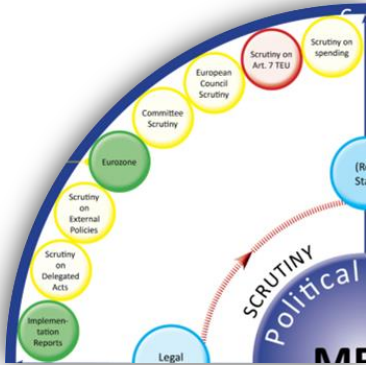 Scrutiny on
spending
Scrutiny on
Art. 7 TEU
European
Council
Scrutiny
Committee
Scrutiny
Eurozone
Scrutiny
on
External
Policies
Scrutiny
on
Delegated
Acts
Implemen-
tation
Reports
SCRUTINY
Political
Legal